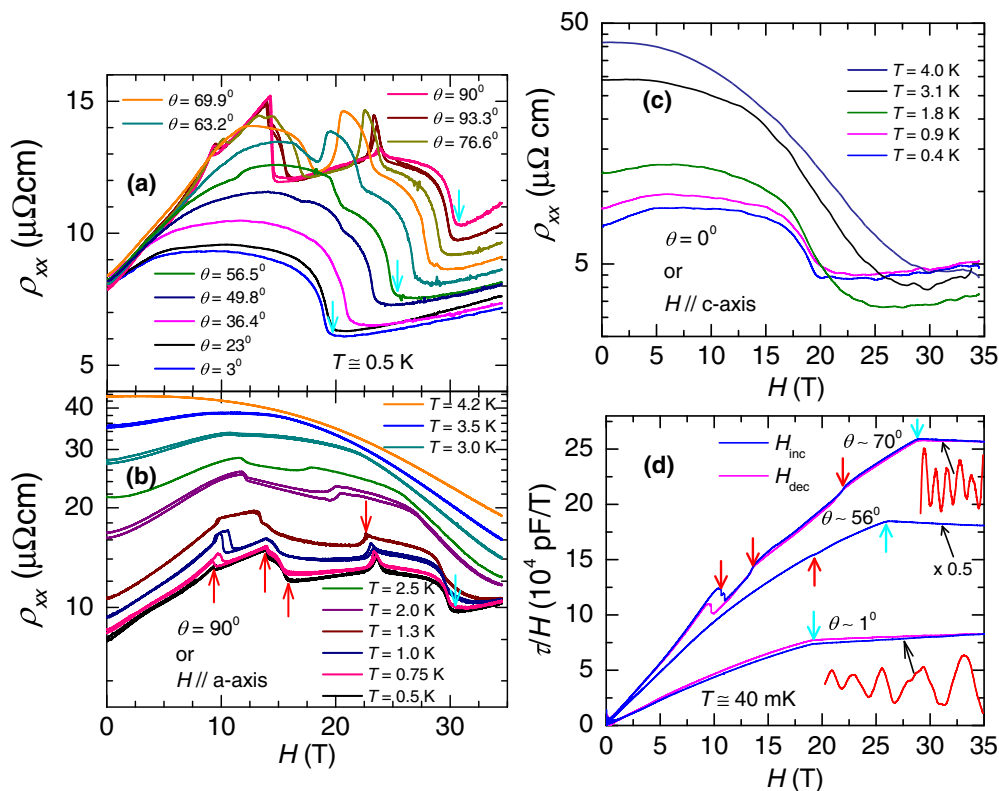 15
10
5
ρxx (μΩcm)
(a)
θ = 69.9⁰
θ = 63.2⁰
θ = 90⁰
θ = 93.3⁰
θ = 76.6⁰
θ = 56.5⁰
θ = 49.8⁰
θ = 36.4⁰
θ = 23⁰
θ = 3⁰
T ≅ 0.5 K
40
30
20
10
ρxx (μΩcm)
(b)
T = 4.2 K
T = 3.5 K
T = 3.0 K
T = 2.5 K
T = 2.0 K
T = 1.3 K
T = 1.0 K
T = 0.75 K
T = 0.5 K
θ = 90⁰
or
H // a-axis
0 10 20 30
H (T)
50
5
ρxx (μΩ cm)
(c)
T = 4.0 K
T = 3.1 K
T = 1.8 K
T = 0.9 K
T = 0.4 K
θ = 0⁰
or
H // c-axis
0 5 10 15 20 25 30 35
H (T)
25
20
15
10
5
0
τ/H (10⁴ pF/T)
Hinc
Hdec
(d)
θ ~ 70⁰
θ ~ 56⁰
x 0.5
θ ~ 1⁰
T ≅ 40 mK
0 5 10 15 20 25 30 35
H (T)